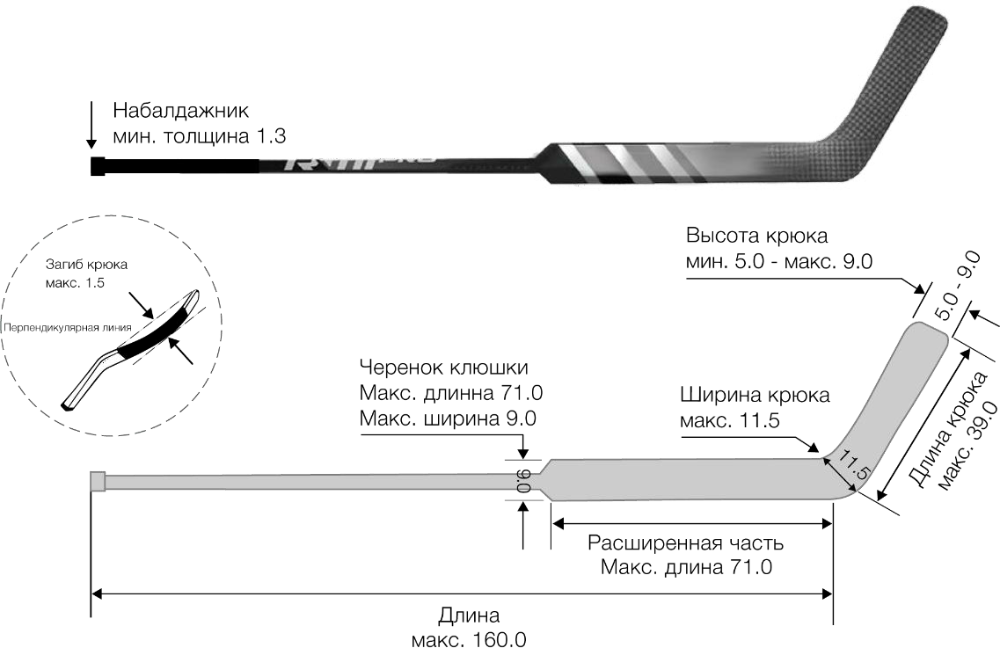 Набалдажник
мин. толщина 1.3
Загиб крюка
макс. 1.5
Перпендикулярная линия
Высота крюка
мин. 5.0 - макс. 9.0
5.0 - 9.0
Черенок клюшки
Макс. длинна 71.0
Макс. ширина 9.0
Ширина крюка
макс. 11.5
Длина крюка
макс. 39.0
11.5
9.0
Расширенная часть
Макс. длина 71.0
Длина
макс. 160.0